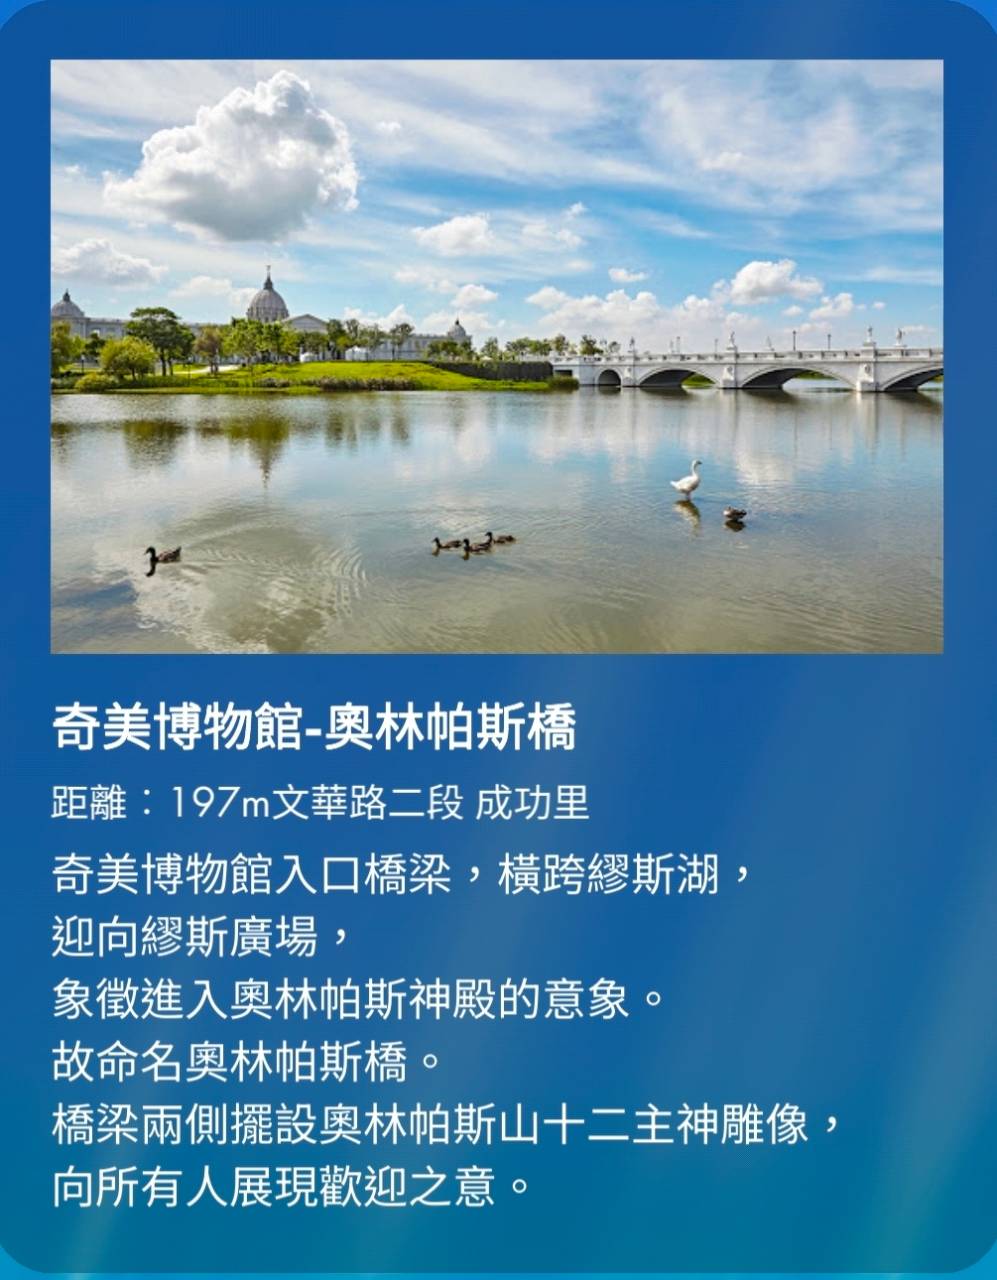 奇美博物館-奧林帕斯橋
距離：197m文華路二段 成功里
奇美博物館入口橋梁，橫跨繆斯湖，
迎向繆斯廣場，
象徵進入奧林帕斯神殿的意象。
故命名奧林帕斯橋。
橋梁兩側擺設奧林帕斯山十二主神雕像，
向所有人展現歡迎之意。